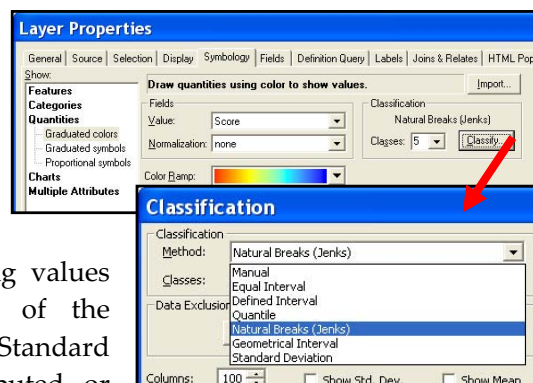 Layer Properties
General Source Selection Display Symbology Fields Definition Query Labels Joins & Relates HTML Pop
Show:
Features
Categories
Quantities
Graduated colors
Graduated symbols
Proportional symbols
Charts
Multiple Attributes
Draw quantities using color to show values.
Import...
Fields
Value: Score
Normalization: none
Classification
Natural Breaks (Jenks)
Classes: 5 Classify...
Color Ramp:
Classification
Classification
Method: Natural Breaks (Jenks)
Classes:
Manual
Equal Interval
Defined Interval
Quantile
Natural Breaks (Jenks)
Geometrical Interval
Standard Deviation
Data Exclusion
Columns: 100 Show Std. Dev. Show Mean
values
of the
Standard
or